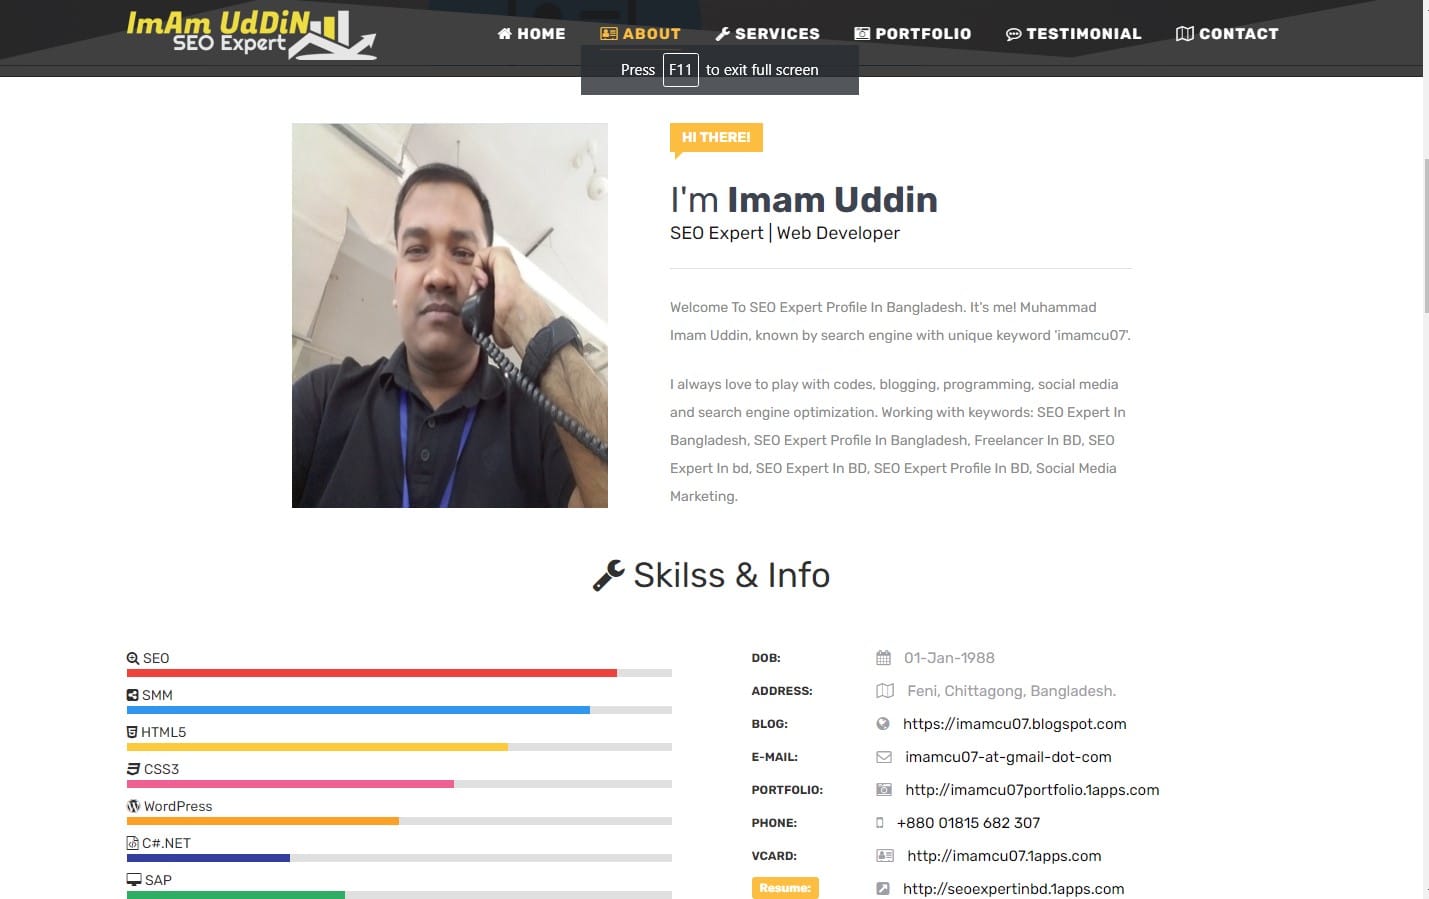 ImAm UdDiN
SEO Expert
HOME
ABOUT
SERVICES
PORTFOLIO
TESTIMONIAL
CONTACT
Press F11 to exit full screen
HI THERE!
I'm Imam Uddin
SEO Expert | Web Developer
Welcome To SEO Expert Profile In Bangladesh. It's me! Muhammad
Imam Uddin, known by search engine with unique keyword 'imamcu07'.
I always love to play with codes, blogging, programming, social media
and search engine optimization. Working with keywords: SEO Expert In
Bangladesh, SEO Expert Profile In Bangladesh, Freelancer In BD, SEO
Expert In bd, SEO Expert In BD, SEO Expert Profile In BD, Social Media
Marketing.
Skilss & Info
SEO
SMM
HTML5
CSS3
WordPress
C#.NET
SAP
DOB: 01-Jan-1988
ADDRESS: Feni, Chittagong, Bangladesh.
BLOG: https://imamcu07.blogspot.com
E-MAIL: imamcu07-at-gmail-dot-com
PORTFOLIO: http://imamcu07portfolio.1apps.com
PHONE: +880 01815 682 307
VCARD: http://imamcu07.1apps.com
Resume: http://seoexpertinbd.1apps.com